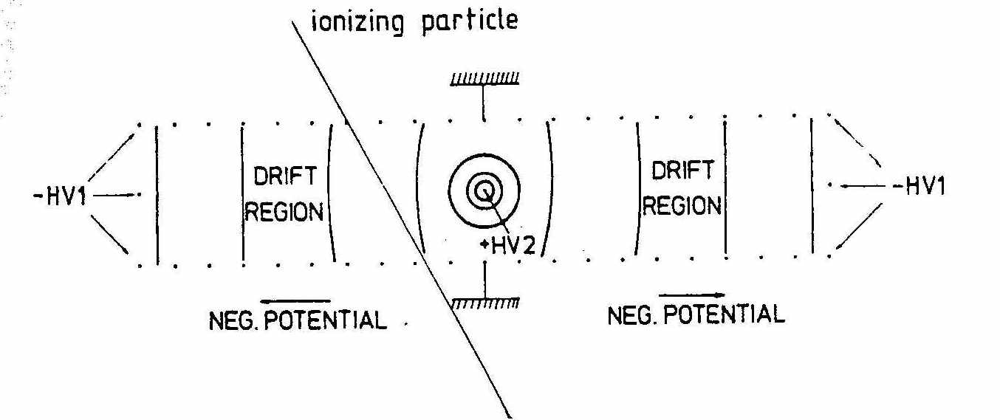 ionizing particle
DRIFT
REGION
DRIFT
REGION
-HV1
-HV1
+HV2
NEG. POTENTIAL
NEG. POTENTIAL